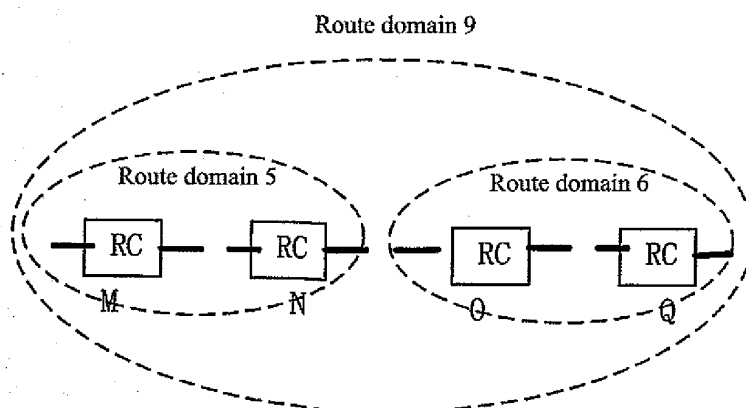 Route domain 9
Route domain 5
Route domain 6
RC
RC
RC
RC
M
N
O
Q